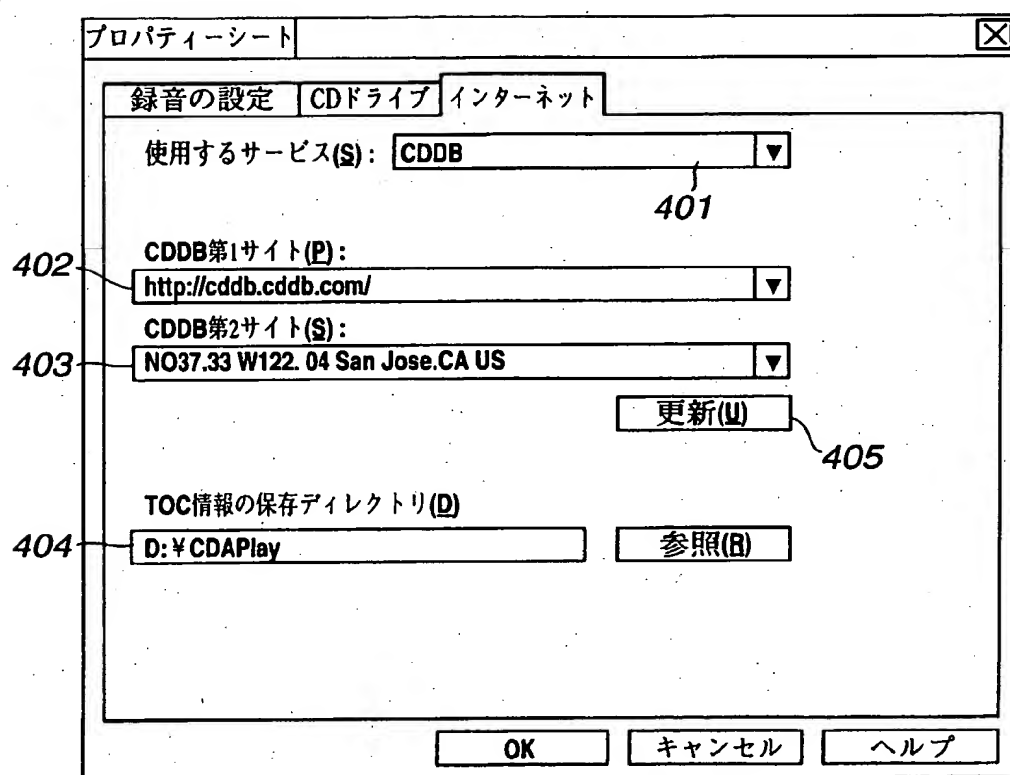 プロパティーシート
録音の設定 CDドライブ インターネット
使用するサービス(S): CDDB ▼
401
CDDB第1サイト(P):
402 http://cddb.cddb.com/ ▼
CDDB第2サイト(S):
403 NO37.33 W122. 04 San Jose.CA US ▼
更新(U)
405
TOC情報の保存ディレクトリ(D)
404 D:¥CDAPlay 参照(R)
OK キャンセル ヘルプ